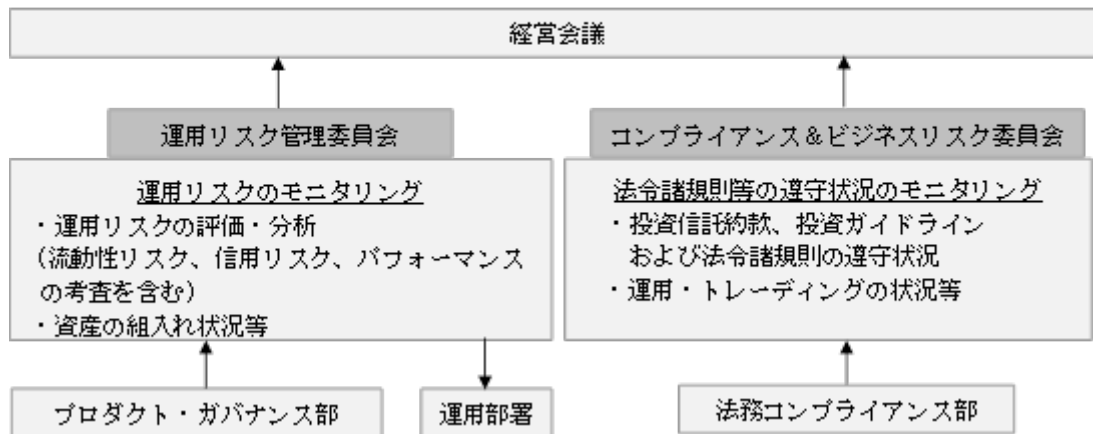 経営会議
運用リスク管理委員会
運用リスクのモニタリング
・運用リスクの評価・分析
(流動性リスク、信用リスク、パフォーマンス
の考査を含む)
・資産の組入れ状況等
コンプライアンス&ビジネスリスク委員会
法令諸規則等の遵守状況のモニタリング
・投資信託約款、投資ガイドライン
および法令諸規則の遵守状況
・運用・トレーディングの状況等
プロダクト・ガバナンス部
運用部署
法務コンプライアンス部